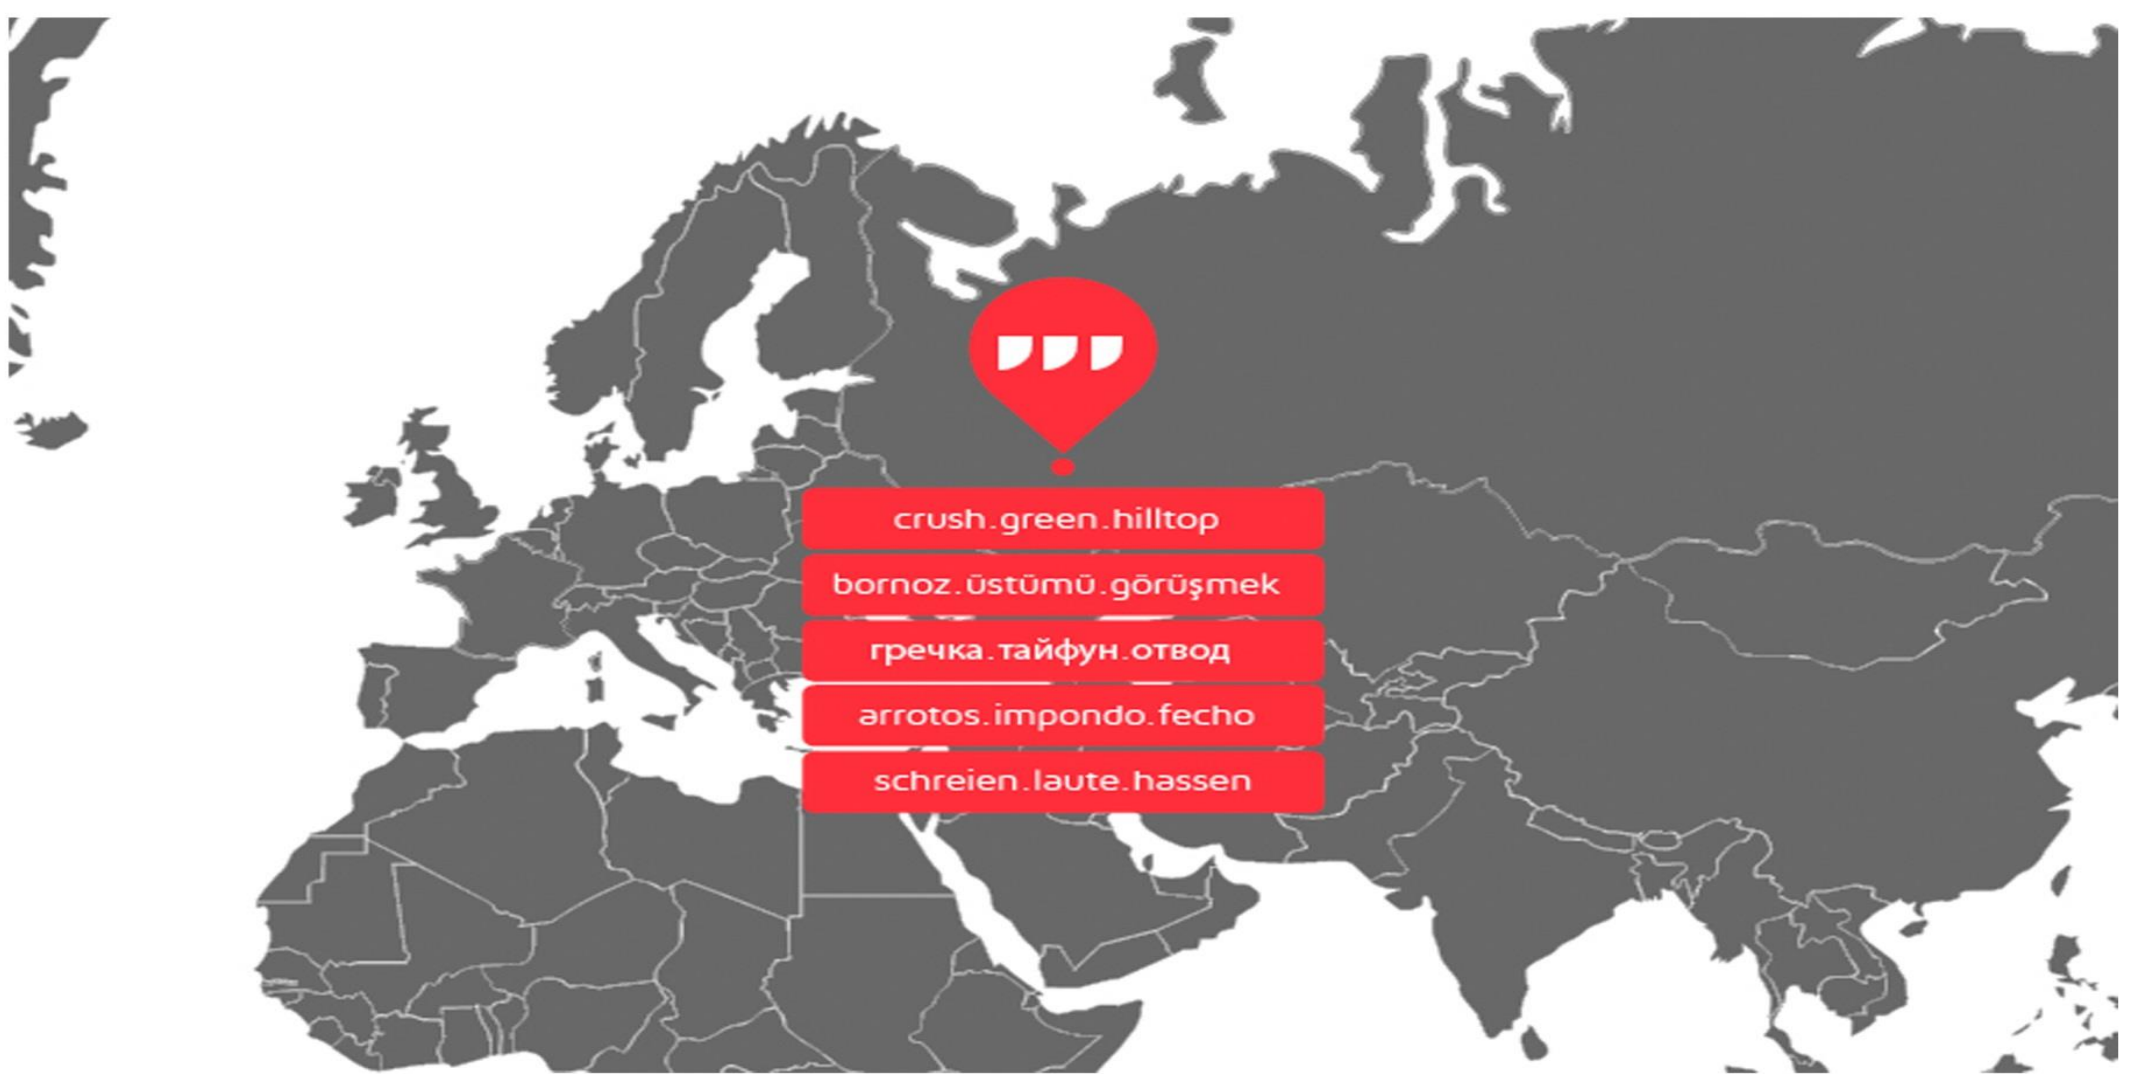 crush.green.hilltop
bornoz.üstümü.görüşmek
гречка.тайфун.отвод
arrotos.impondo.fecho
schreien.laute.hassen